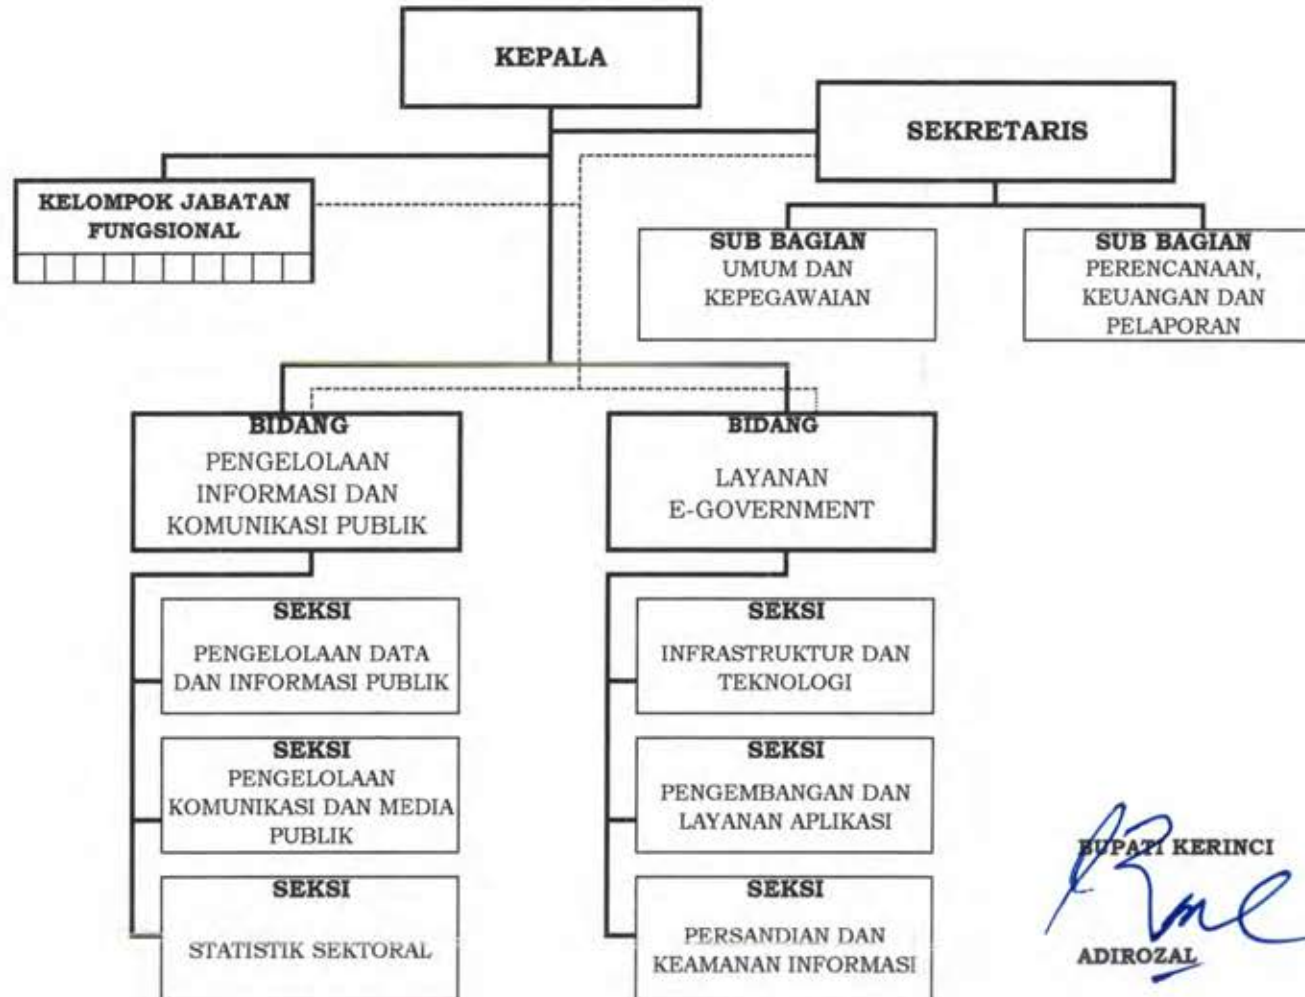 KEPALA
SEKRETARIS
KELOMPOK JABATAN
FUNGSIONAL
SUB BAGIAN
UMUM DAN
KEPEGAWAIAN
SUB BAGIAN
PERENCANAAN,
KEUANGAN DAN
PELAPORAN
BIDANG
PENGELOLAAN
INFORMASI DAN
KOMUNIKASI PUBLIK
BIDANG
LAYANAN
E-GOVERNMENT
SEKSI
PENGELOLAAN DATA
DAN INFORMASI PUBLIK
SEKSI
INFRASTRUKTUR DAN
TEKNOLOGI
SEKSI
PENGELOLAAN
KOMUNIKASI DAN MEDIA
PUBLIK
SEKSI
PENGEMBANGAN DAN
LAYANAN APLIKASI
SEKSI
STATISTIK SEKTORAL
SEKSI
PERSANDIAN DAN
KEAMANAN INFORMASI
BUPATI KERINCI
ADIROZAL